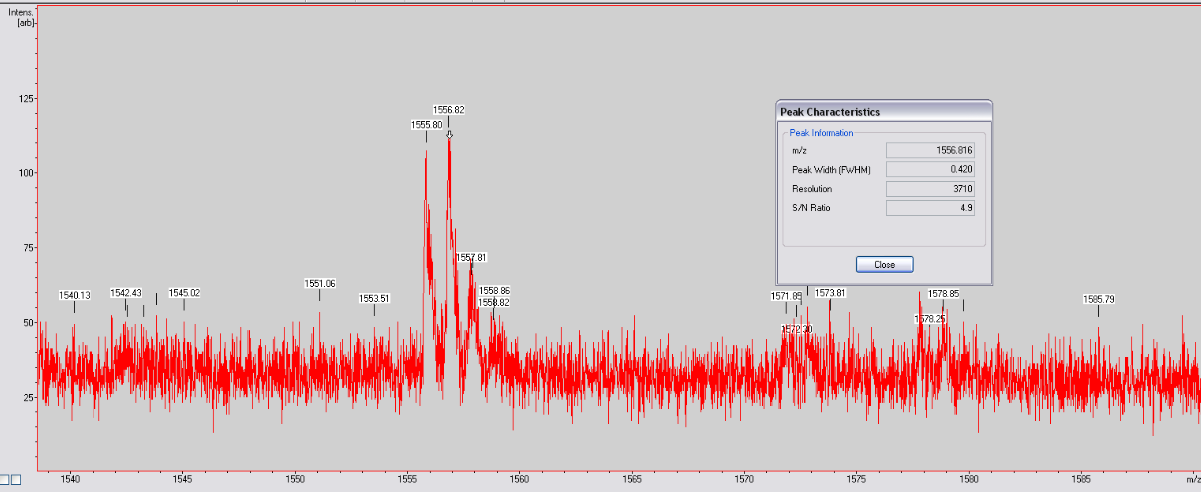 Intens.
[arb]
125
100
75
50
25
1556.82
1555.80
1557.81
1558.86
1558.82
1551.06
1553.51
1540.13
1542.43
1545.02
1571.85
1573.81
1572.30
1578.85
1578.25
1585.79
Peak Characteristics
Peak Information
m/z 1556.816
Peak Width (FWHM) 0.420
Resolution 3710
S/N Ratio 4.9
Close
1540 1545 1550 1555 1560 1565 1570 1575 1580 1585 m/z